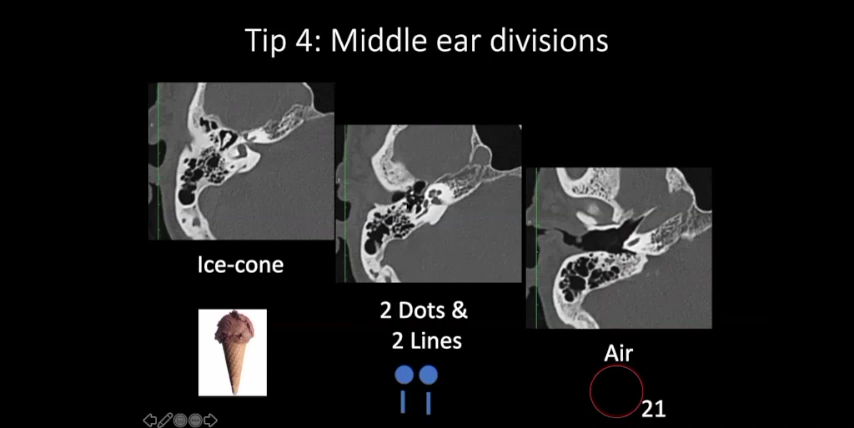 Tip 4: Middle ear divisions
Ice-cone
2 Dots &
2 Lines
Air
21